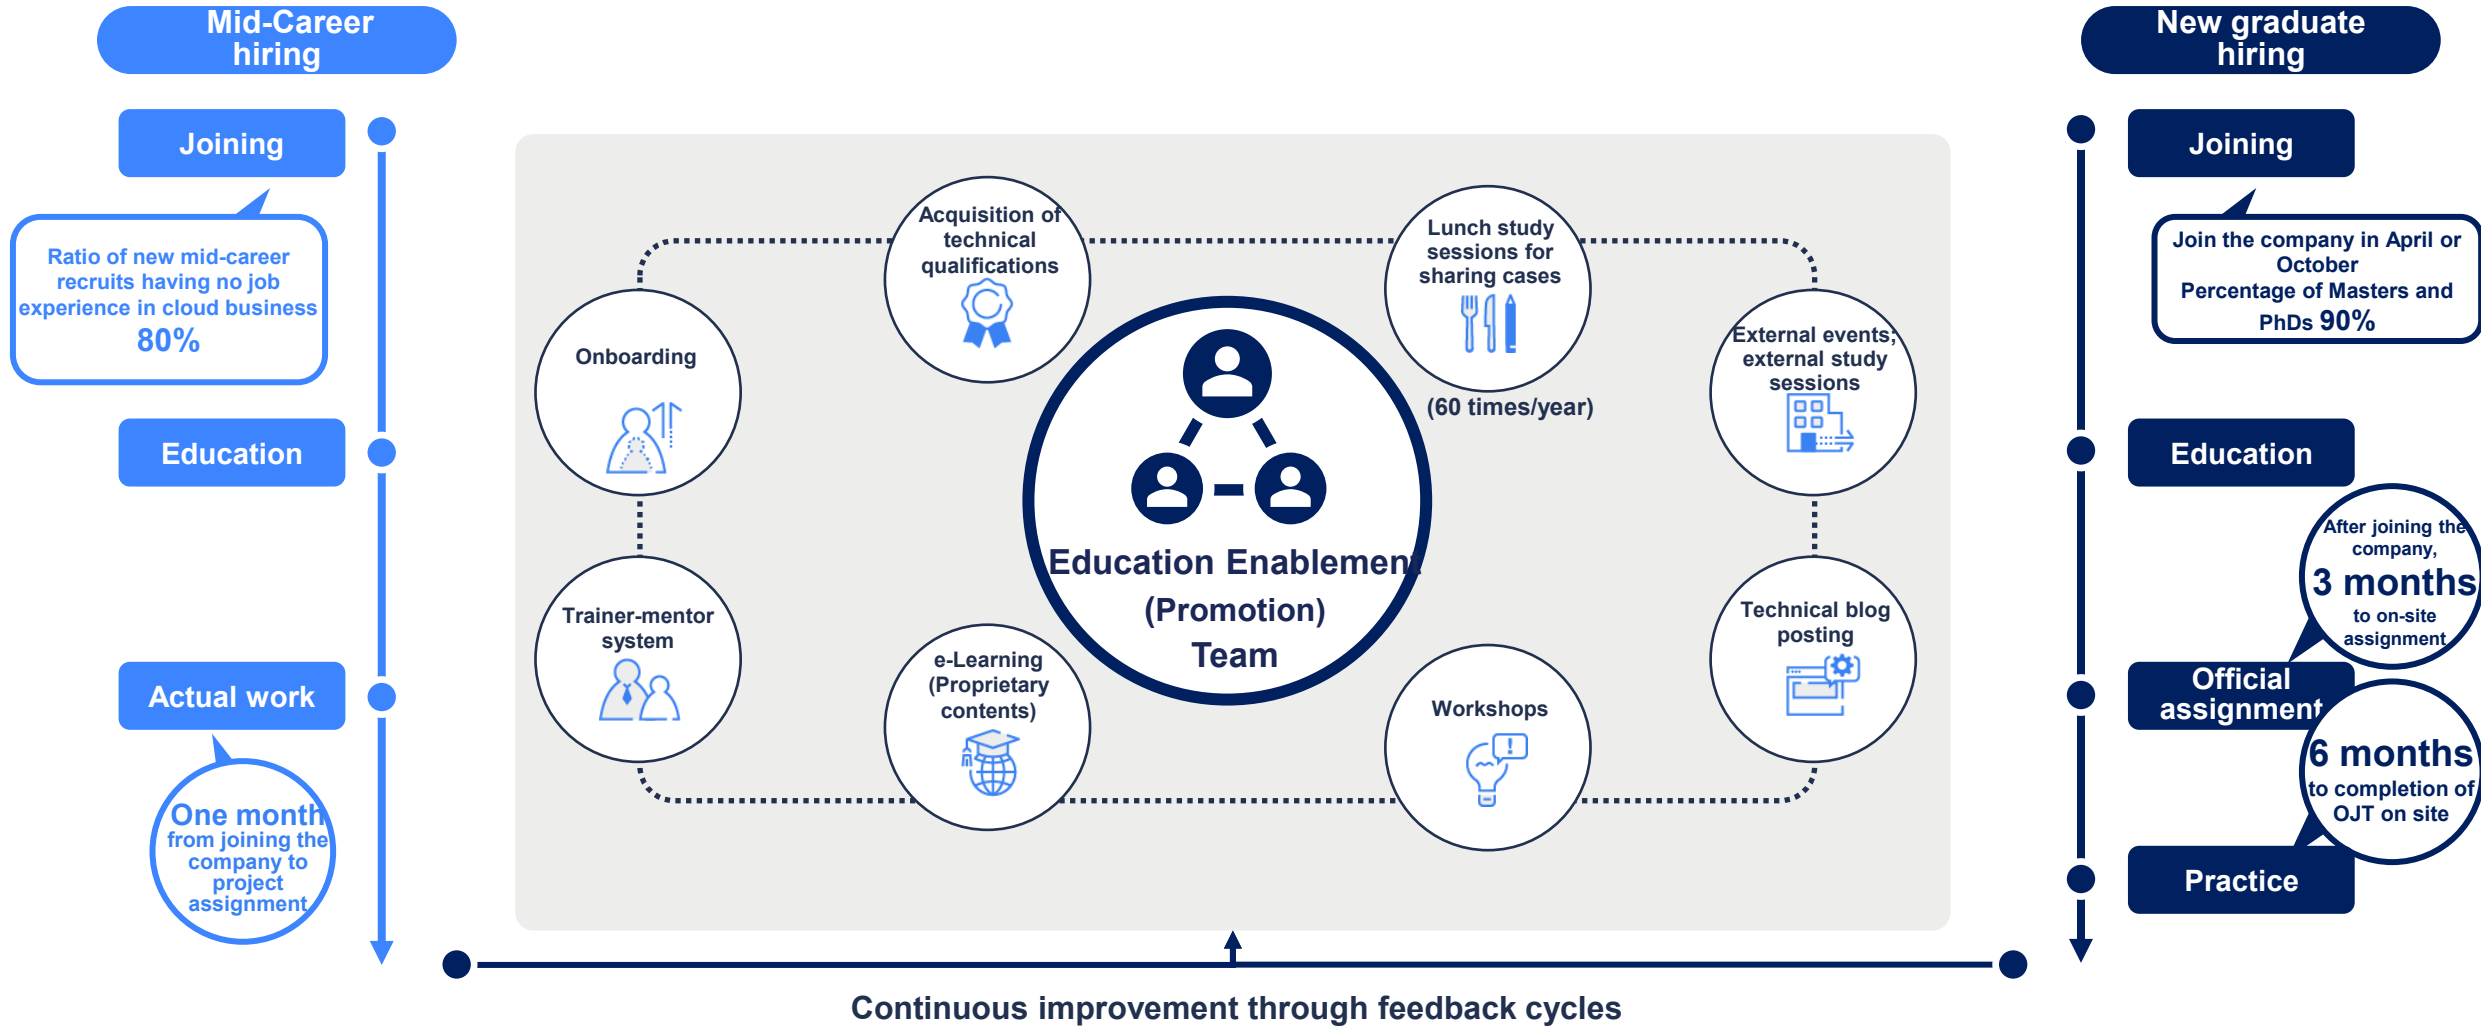 Mid-Career
hiring
Joining
Ratio of new mid-career
recruits having no job
experience in cloud business
80%
Education
Actual work
One month
from joining the
company to
project
assignment
Onboarding
Acquisition of
technical
qualifications
Lunch study
sessions for
sharing cases
(60 times/year)
External events;
external study
sessions
Trainer-mentor
system
e-Learning
(Proprietary
contents)
Education Enablement
(Promotion)
Team
Workshops
!
Technical blog
posting
Continuous improvement through feedback cycles
New graduate
hiring
Joining
Join the company in April or
October
Percentage of Masters and
PhDs 90%
Education
After joining the
company,
3 months
to on-site
assignment
Official
assignment
6 months
to completion of
OJT on site
Practice